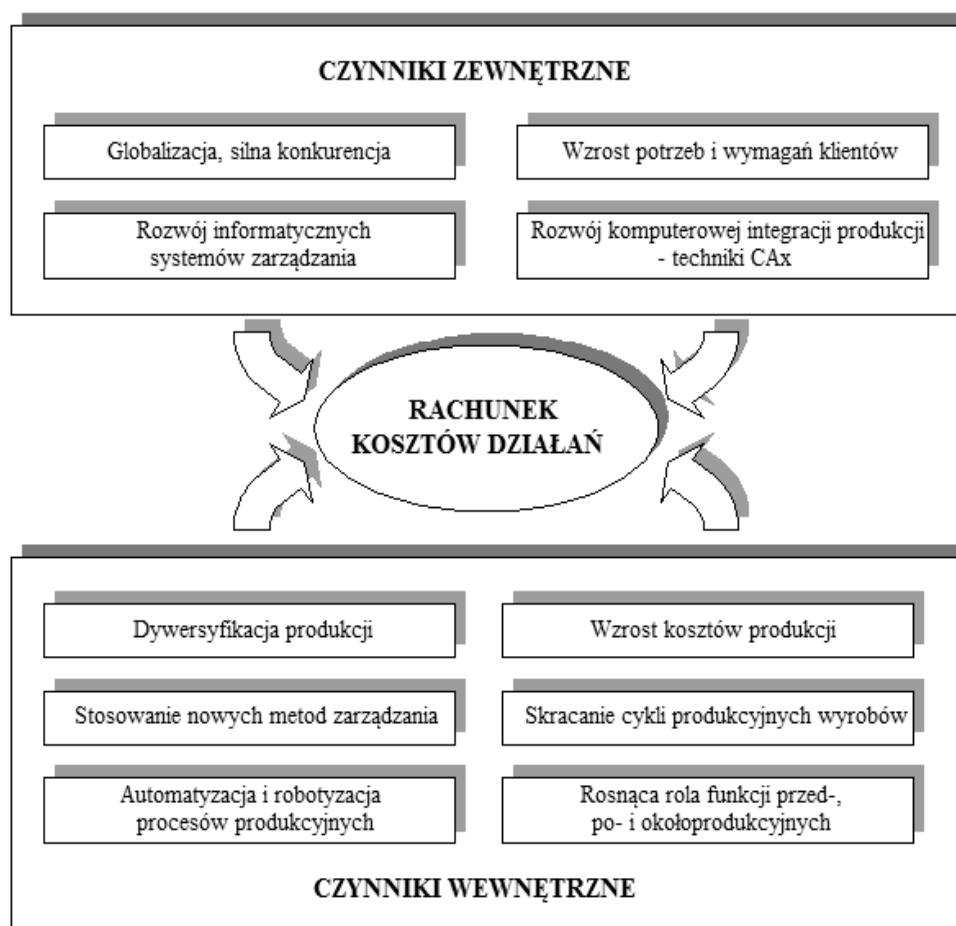 CZYNNIKI ZEWNĘTRZNE
Globalizacja, silna konkurencja
Wzrost potrzeb i wymagań klientów
Rozwój informatycznych
systemów zarządzania
Rozwój komputerowej integracji produkcji
- techniki CAx
RACHUNEK
KOSZTÓW DZIAŁAŃ
Dywersyfikacja produkcji
Wzrost kosztów produkcji
Stosowanie nowych metod zarządzania
Skracanie cykli produkcyjnych wyrobów
Automatyzacja i robotyzacja
procesów produkcyjnych
Rosnąca rola funkcji przed-,
po- i okołoprodukcyjnych
CZYNNIKI WEWNĘTRZNE